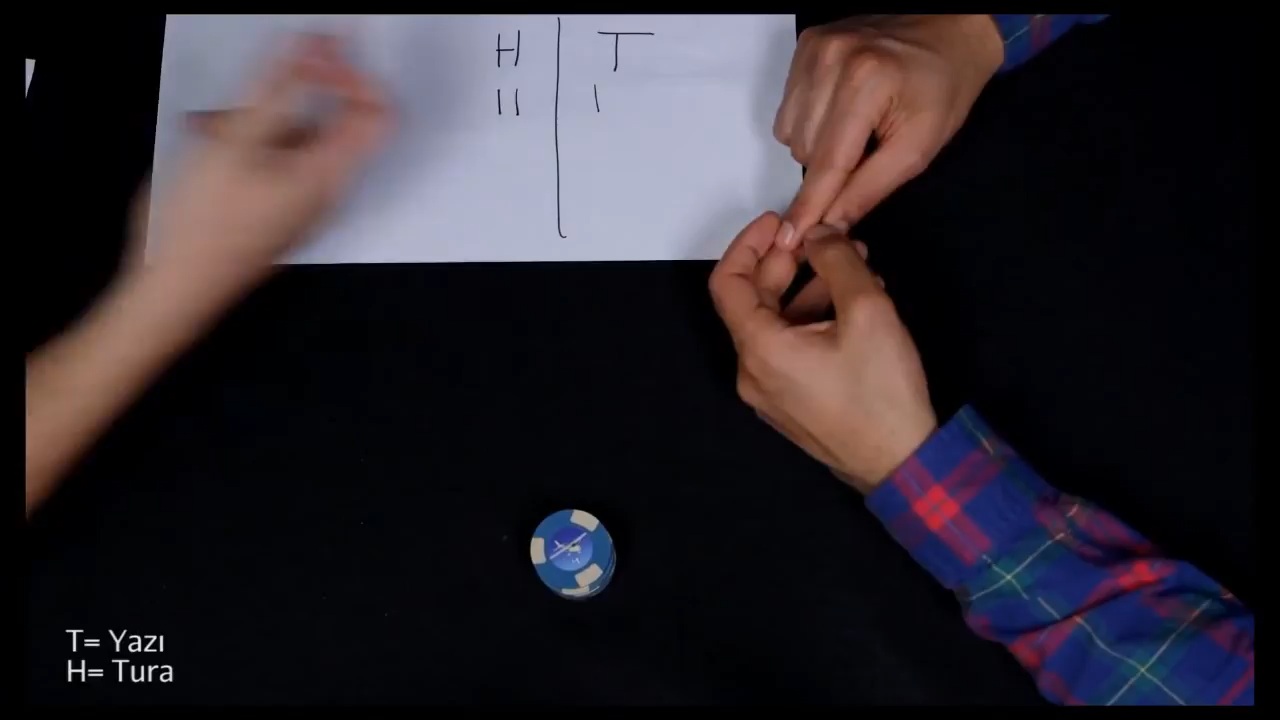 H T
II I
T= Yazı
H= Tura